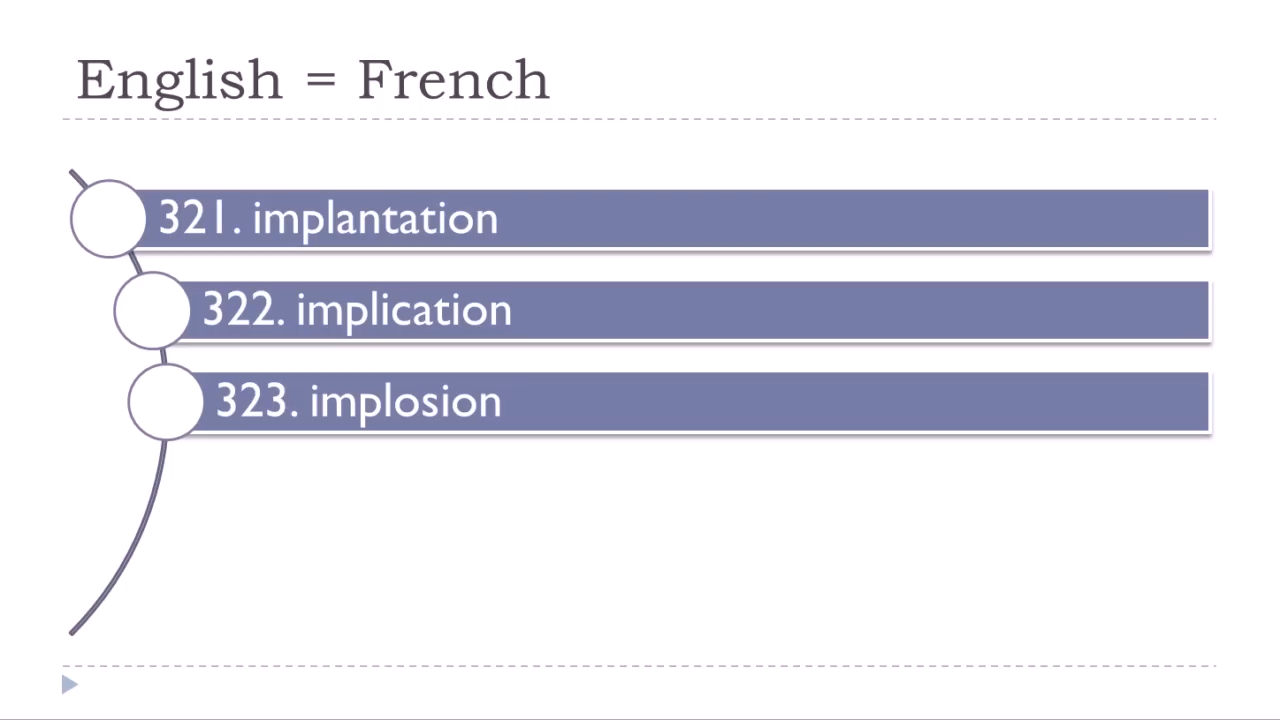 English = French
321. implantation
322. implication
323. implosion